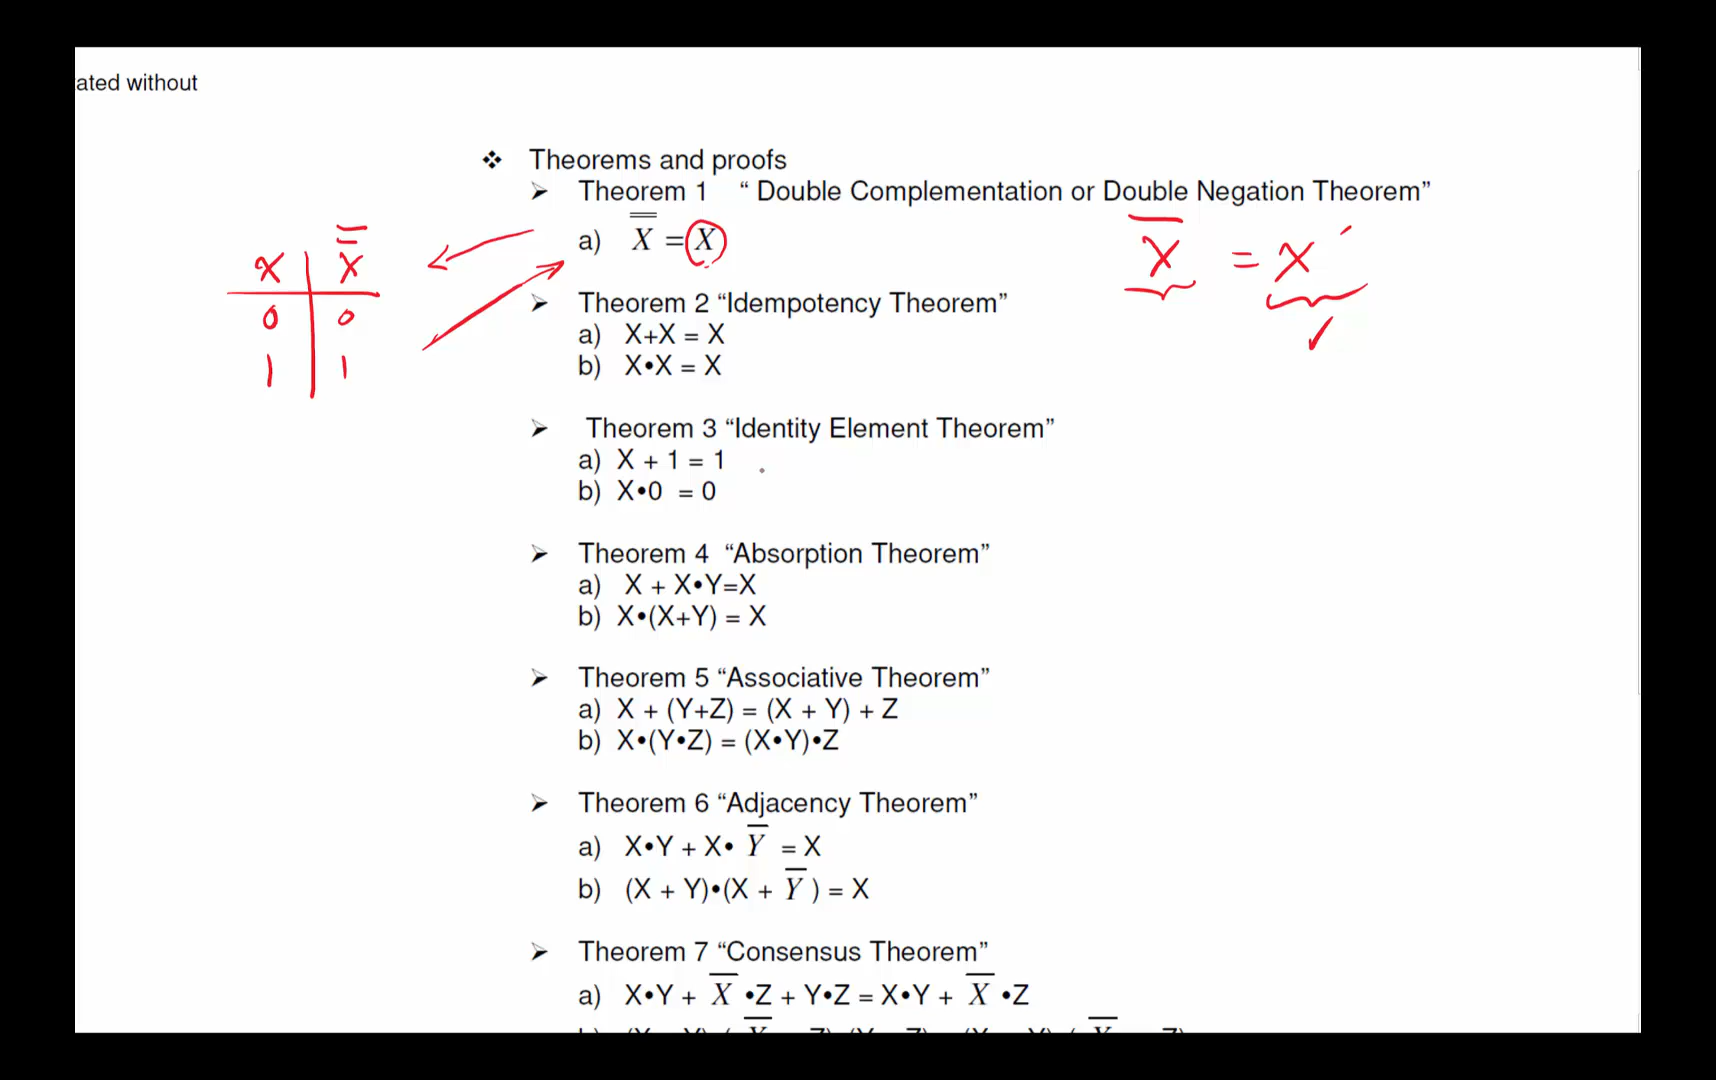 ated without
❖ Theorems and proofs
➢ Theorem 1 “ Double Complementation or Double Negation Theorem”
a) X̿ = X
X̅ = X′
X | X̿
0 | 0
1 | 1
➢ Theorem 2 “Idempotency Theorem”
a) X+X = X
b) X•X = X
➢ Theorem 3 “Identity Element Theorem”
a) X + 1 = 1
b) X•0 = 0
➢ Theorem 4 “Absorption Theorem”
a) X + X•Y=X
b) X•(X+Y) = X
➢ Theorem 5 “Associative Theorem”
a) X + (Y+Z) = (X + Y) + Z
b) X•(Y•Z) = (X•Y)•Z
➢ Theorem 6 “Adjacency Theorem”
a) X•Y + X• Y̅ = X
b) (X + Y)•(X + Y̅ ) = X
➢ Theorem 7 “Consensus Theorem”
a) X•Y + X̅ •Z + Y•Z = X•Y + X̅ •Z